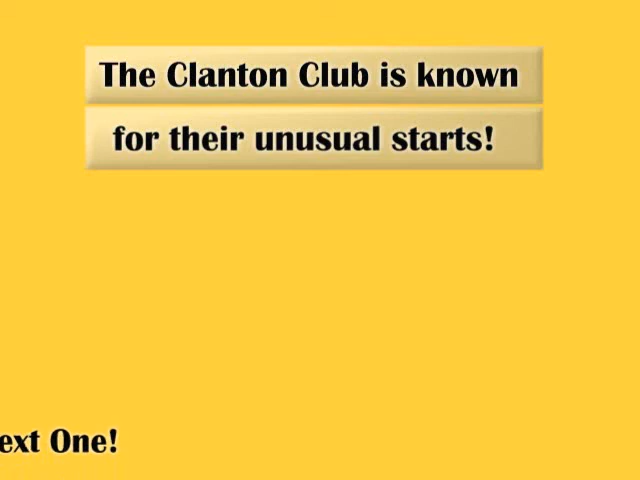 The Clanton Club is known
for their unusual starts!
ext One!